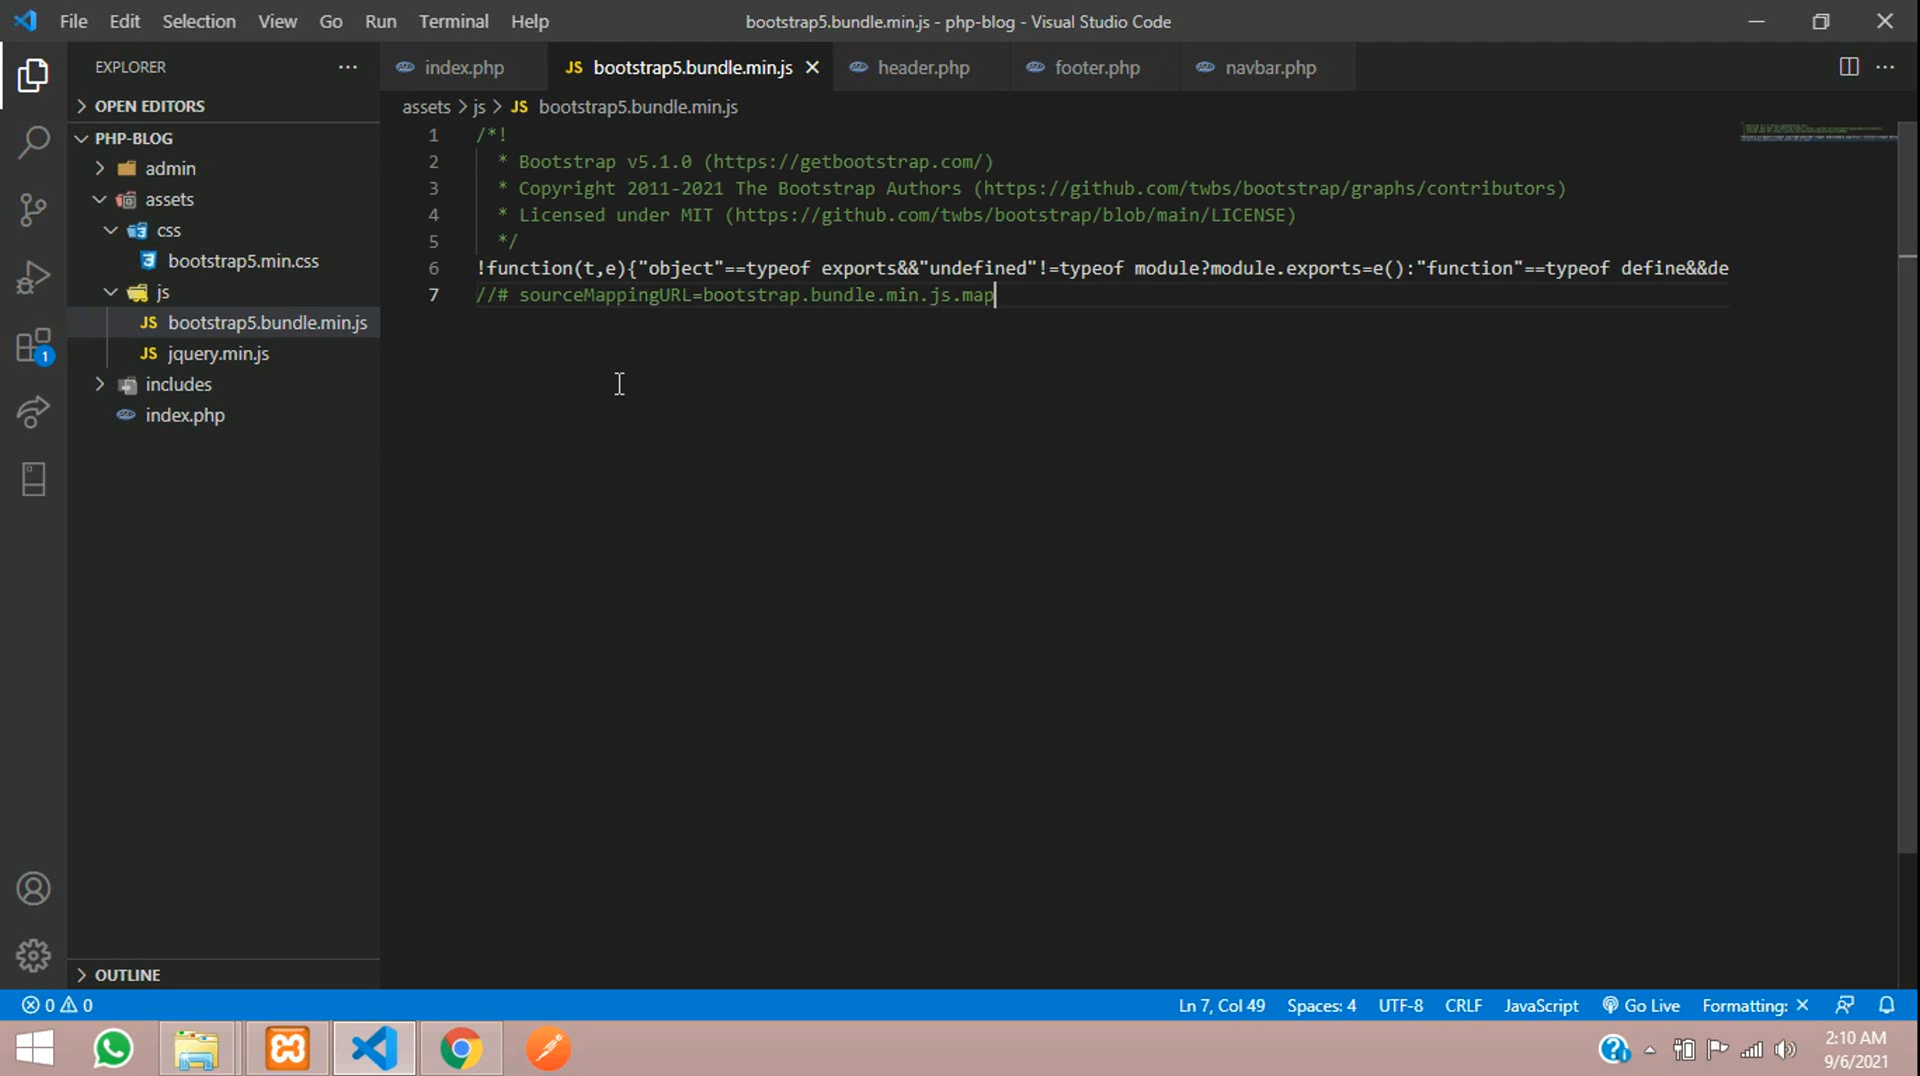 File Edit Selection View Go Run Terminal Help
bootstrap5.bundle.min.js - php-blog - Visual Studio Code
EXPLORER
index.php
JS bootstrap5.bundle.min.js
header.php
footer.php
navbar.php
OPEN EDITORS
assets > js > JS bootstrap5.bundle.min.js
PHP-BLOG
admin
assets
css
bootstrap5.min.css
js
JS bootstrap5.bundle.min.js
JS jquery.min.js
includes
index.php
1
1 /*!
2 * Bootstrap v5.1.0 (https://getbootstrap.com/)
3 * Copyright 2011-2021 The Bootstrap Authors (https://github.com/twbs/bootstrap/graphs/contributors)
4 * Licensed under MIT (https://github.com/twbs/bootstrap/blob/main/LICENSE)
5 */
6 !function(t,e){"object"==typeof exports&&"undefined"!=typeof module?module.exports=e():"function"==typeof define&&de
7 //# sourceMappingURL=bootstrap.bundle.min.js.map
OUTLINE
0 0
Ln 7, Col 49 Spaces: 4 UTF-8 CRLF JavaScript Go Live Formatting: ×
2:10 AM
9/6/2021